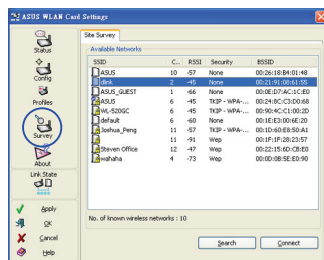 ASUS WLAN Card Settings
Status
Config
Profiles
Survey
About
Link State
Apply
OK
Cancel
Help
Site Survey
Available Networks
SSID C... RSSI Security BSSID
ASUS 10 -57 None 00:26:18:B4:01:48
dlink 2 -45 None 00:21:91:08:61:55
ASUS_GUEST 1 -66 None 00:0E:D7:AC:1C:E0
ASUS 6 -45 TKIP - WPA-... 00:24:8C:C3:D0:68
WL-520GC 6 -45 TKIP - WPA-... 00:90:4C:C1:00:2D
default 6 -60 None 00:1E:E3:00:6E:20
Joshua_Peng 11 -57 TKIP - WPA-... 00:1D:60:E8:50:A1
11 -91 Wep 00:1F:1F:28:23:57
Steven Office 12 -47 Wep 00:22:15:6D:CB:E0
wahaha 4 -73 Wep 00:0D:0B:5E:ED:90
No. of known wireless networks : 10
Search
Connect